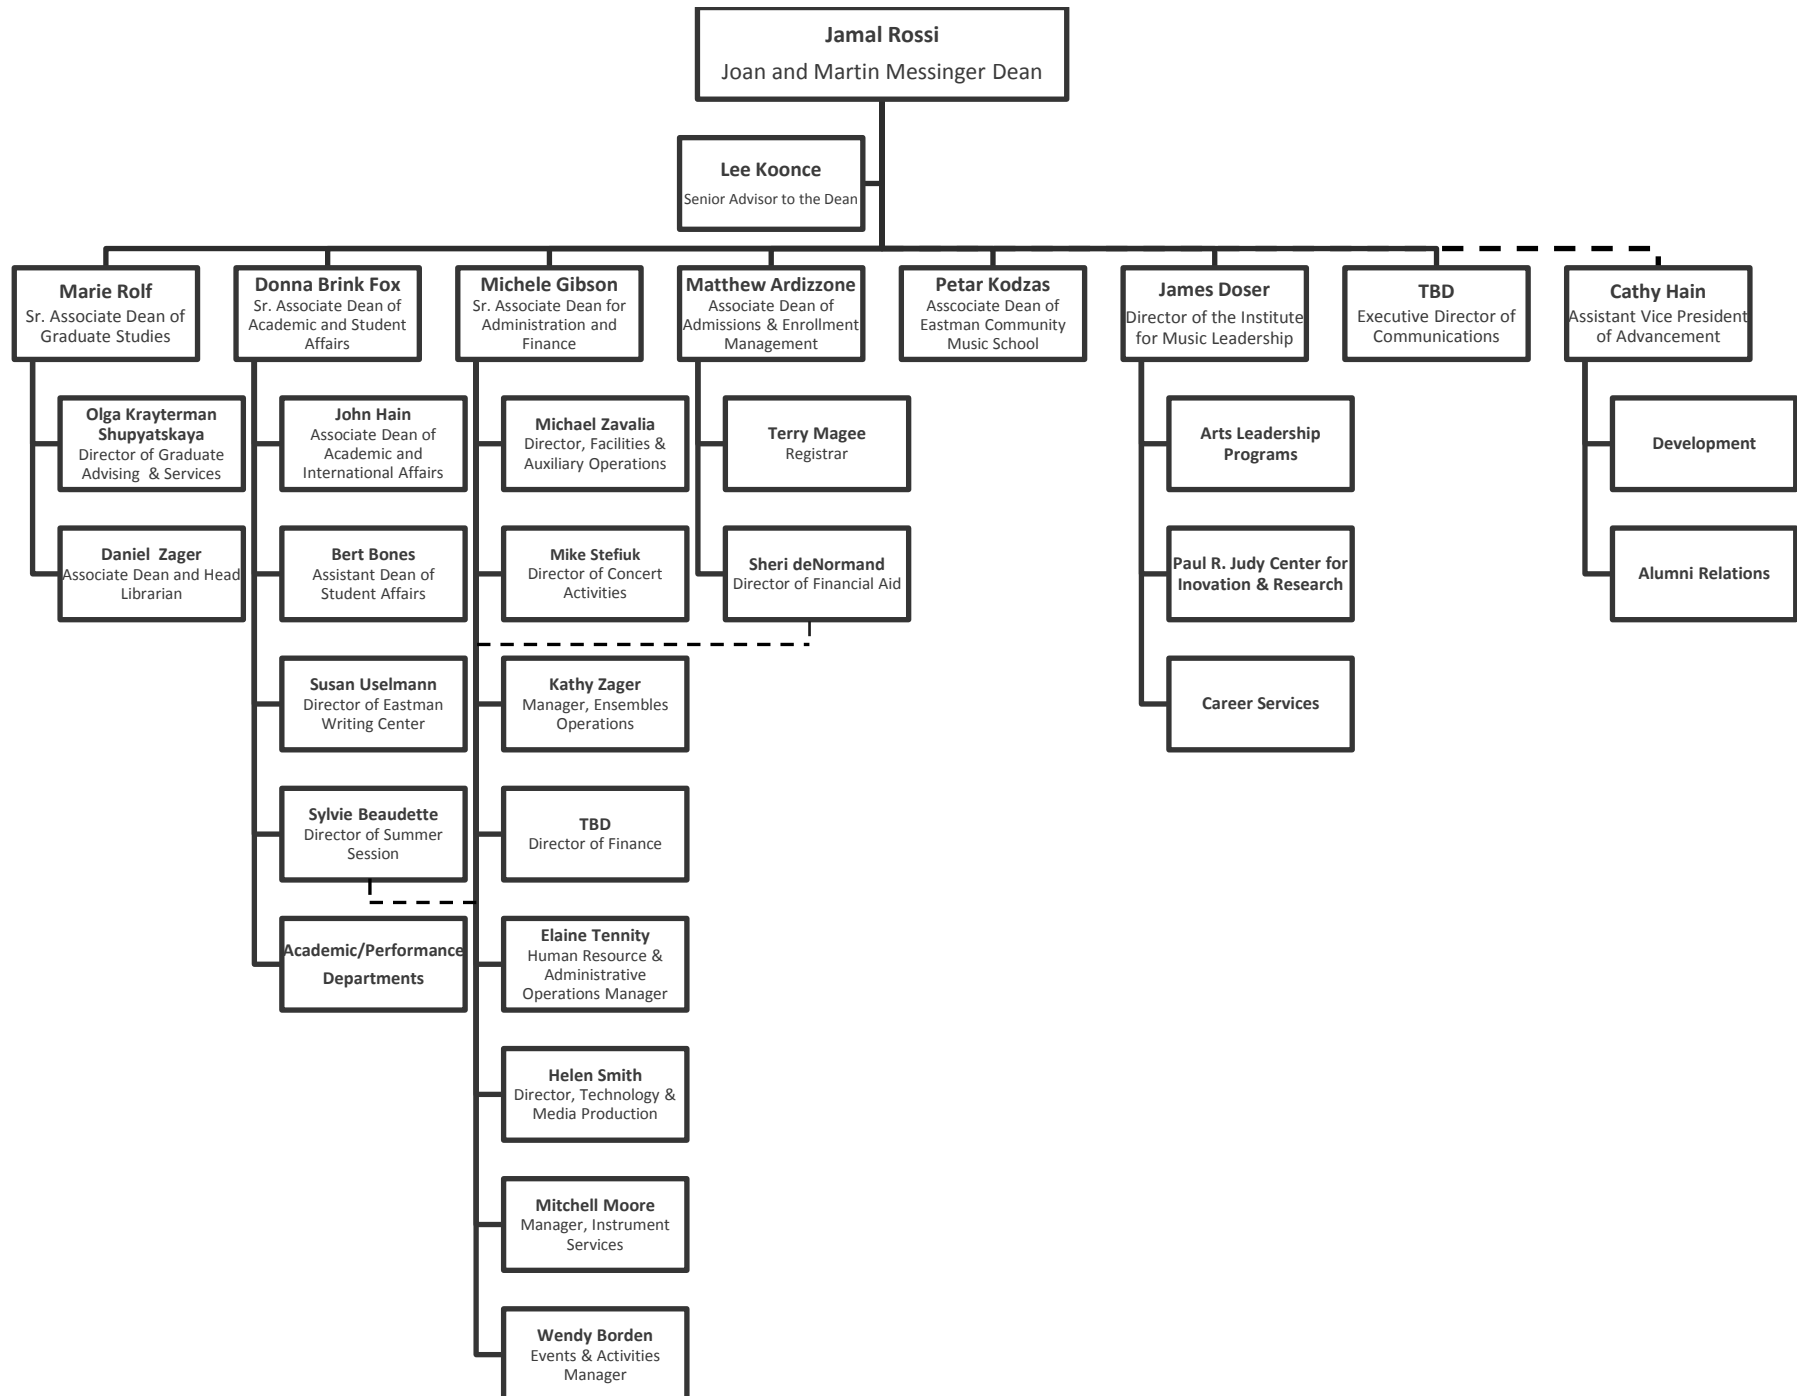 Jamal Rossi
Joan and Martin Messinger Dean
Lee Koonce
Senior Advisor to the Dean
Marie Rolf
Sr. Associate Dean of
Graduate Studies
Donna Brink Fox
Sr. Associate Dean of
Academic and Student
Affairs
Michele Gibson
Sr. Associate Dean for
Administration and
Finance
Matthew Ardizzone
Associate Dean of
Admissions & Enrollment
Management
Petar Kodzas
Asscociate Dean of
Eastman Community
Music School
James Doser
Director of the Institute
for Music Leadership
TBD
Executive Director of
Communications
Cathy Hain
Assistant Vice President
of Advancement
Olga Krayterman
Shupyatskaya
Director of Graduate
Advising & Services
John Hain
Associate Dean of
Academic and
International Affairs
Michael Zavalia
Director, Facilities &
Auxiliary Operations
Terry Magee
Registrar
Arts Leadership
Programs
Development
Daniel Zager
Associate Dean and Head
Librarian
Bert Bones
Assistant Dean of
Student Affairs
Mike Stefiuk
Director of Concert
Activities
Sheri deNormand
Director of Financial Aid
Paul R. Judy Center for
Inovation & Research
Alumni Relations
Susan Uselmann
Director of Eastman
Writing Center
Kathy Zager
Manager, Ensembles
Operations
Career Services
Sylvie Beaudette
Director of Summer
Session
TBD
Director of Finance
Academic/Performance
Departments
Elaine Tennity
Human Resource &
Administrative
Operations Manager
Helen Smith
Director, Technology &
Media Production
Mitchell Moore
Manager, Instrument
Services
Wendy Borden
Events & Activities
Manager